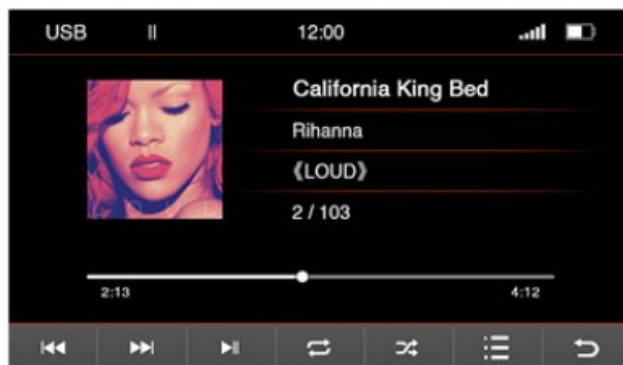 USB
12:00
California King Bed
Rihanna
《LOUD》
2 / 103
2:13
4:12